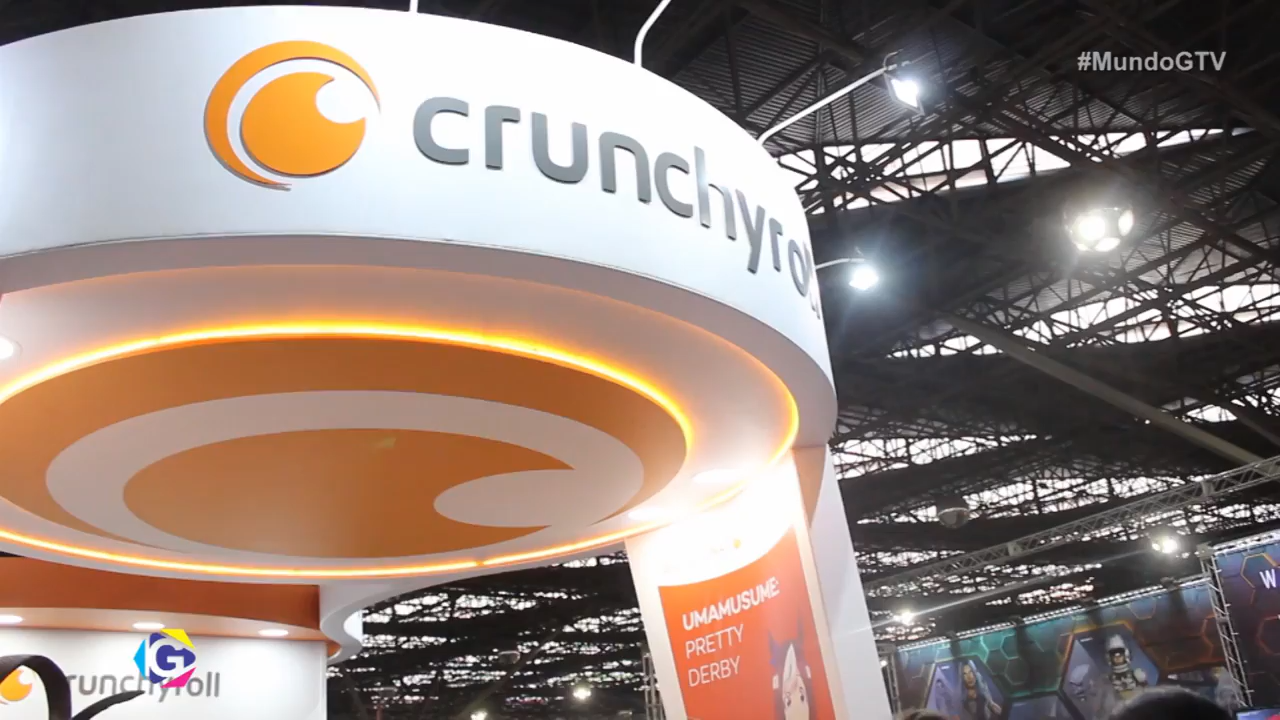 #MundoGTV
crunchyroll
UMAMUSUME:
PRETTY
DERBY
W
G
crunchyroll